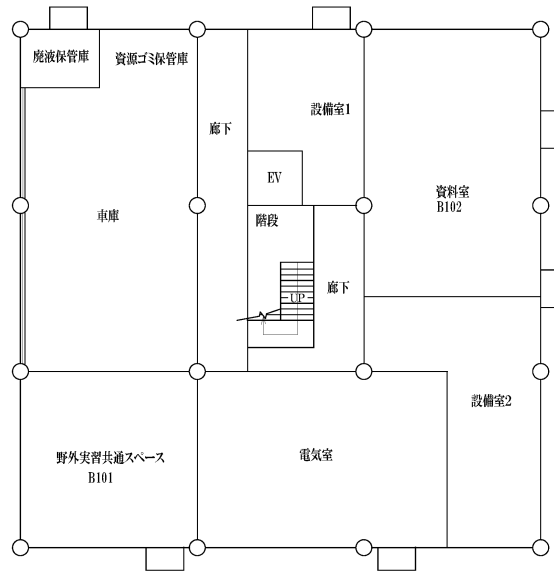 廃液保管庫
資源ゴミ保管庫
廊下
設備室1
EV
車庫
資料室
B102
階段
廊下
UP
設備室2
野外実習共通スペース
B101
電気室